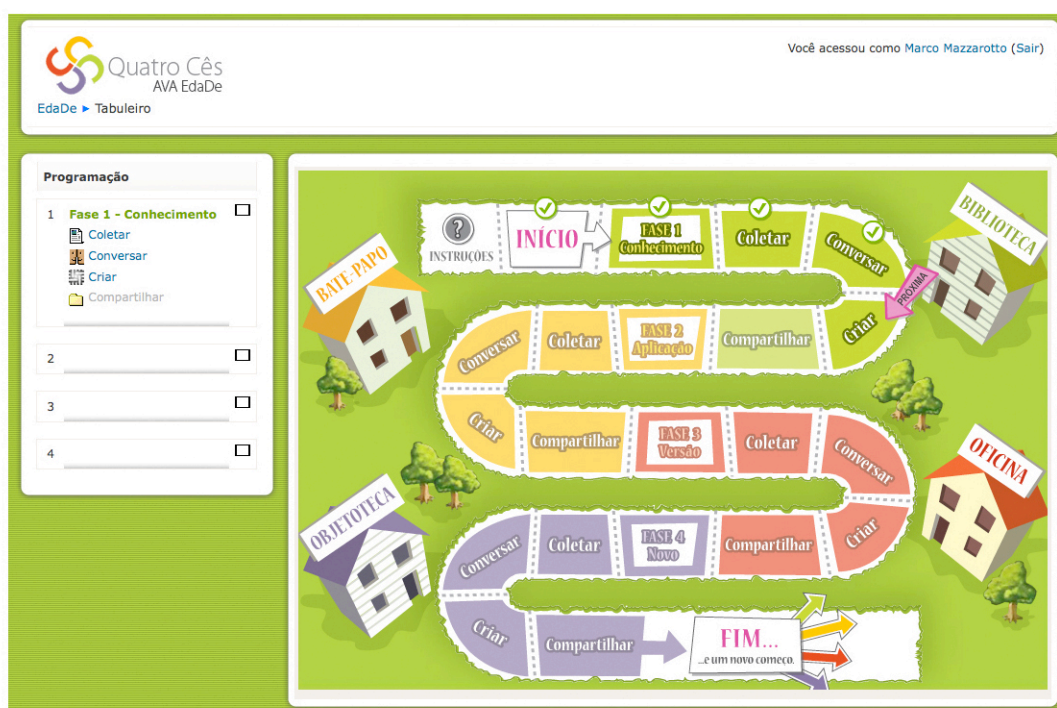 Quatro Cês
AVA EdaDe
Você acessou como Marco Mazzarotto (Sair)
EdaDe ► Tabuleiro
Programação
1 Fase 1 - Conhecimento
Coletar
Conversar
Criar
Compartilhar
2
3
4
?
INSTRUÇÕES
INÍCIO
FASE 1
Conhecimento
Coletar
Conversar
PRÓXIMA
Criar
Compartilhar
FASE 2
Aplicação
Coletar
Conversar
Criar
Compartilhar
FASE 3
Versão
Coletar
Conversar
Criar
Compartilhar
FASE 4
Novo
Coletar
Conversar
Criar
Compartilhar
FIM...
...e um novo começo.
BATE-PAPO
BIBLIOTECA
OBJETOTECA
OFICINA